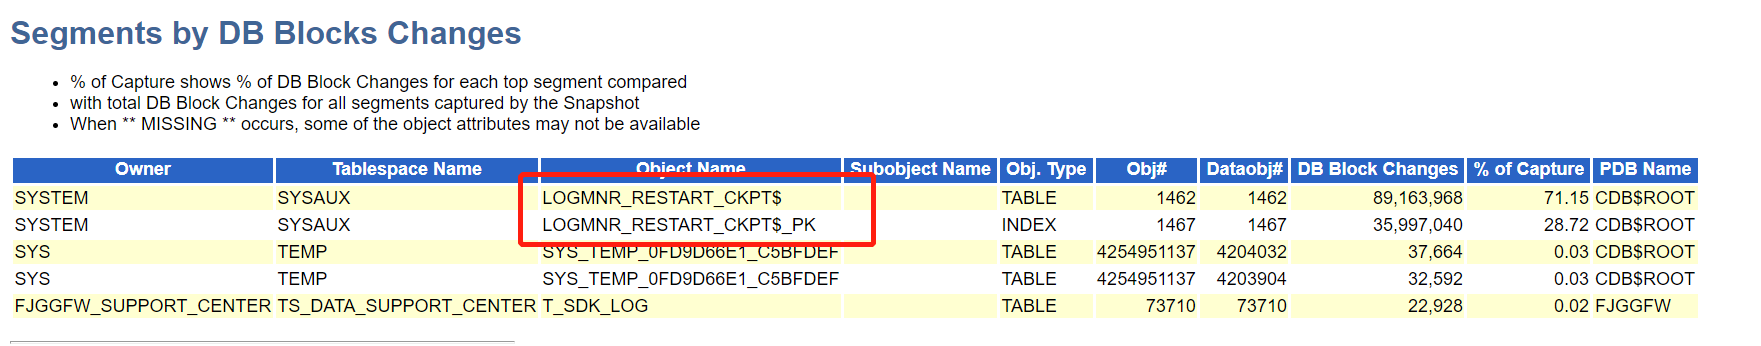 Segments by DB Blocks Changes
% of Capture shows % of DB Block Changes for each top segment compared
with total DB Block Changes for all segments captured by the Snapshot
When ** MISSING ** occurs, some of the object attributes may not be available
Owner Tablespace Name Object Name Subobject Name Obj. Type Obj# Dataobj# DB Block Changes % of Capture PDB Name
SYSTEM SYSAUX LOGMNR_RESTART_CKPT$ TABLE 1462 1462 89,163,968 71.15 CDB$ROOT
SYSTEM SYSAUX LOGMNR_RESTART_CKPT$_PK INDEX 1467 1467 35,997,040 28.72 CDB$ROOT
SYS TEMP SYS_TEMP_0FD9D66E1_C5BFDEF TABLE 4254951137 4204032 37,664 0.03 CDB$ROOT
SYS TEMP SYS_TEMP_0FD9D66E1_C5BFDEF TABLE 4254951137 4203904 32,592 0.03 CDB$ROOT
FJGGFW_SUPPORT_CENTER TS_DATA_SUPPORT_CENTER T_SDK_LOG TABLE 73710 73710 22,928 0.02 FJGGFW